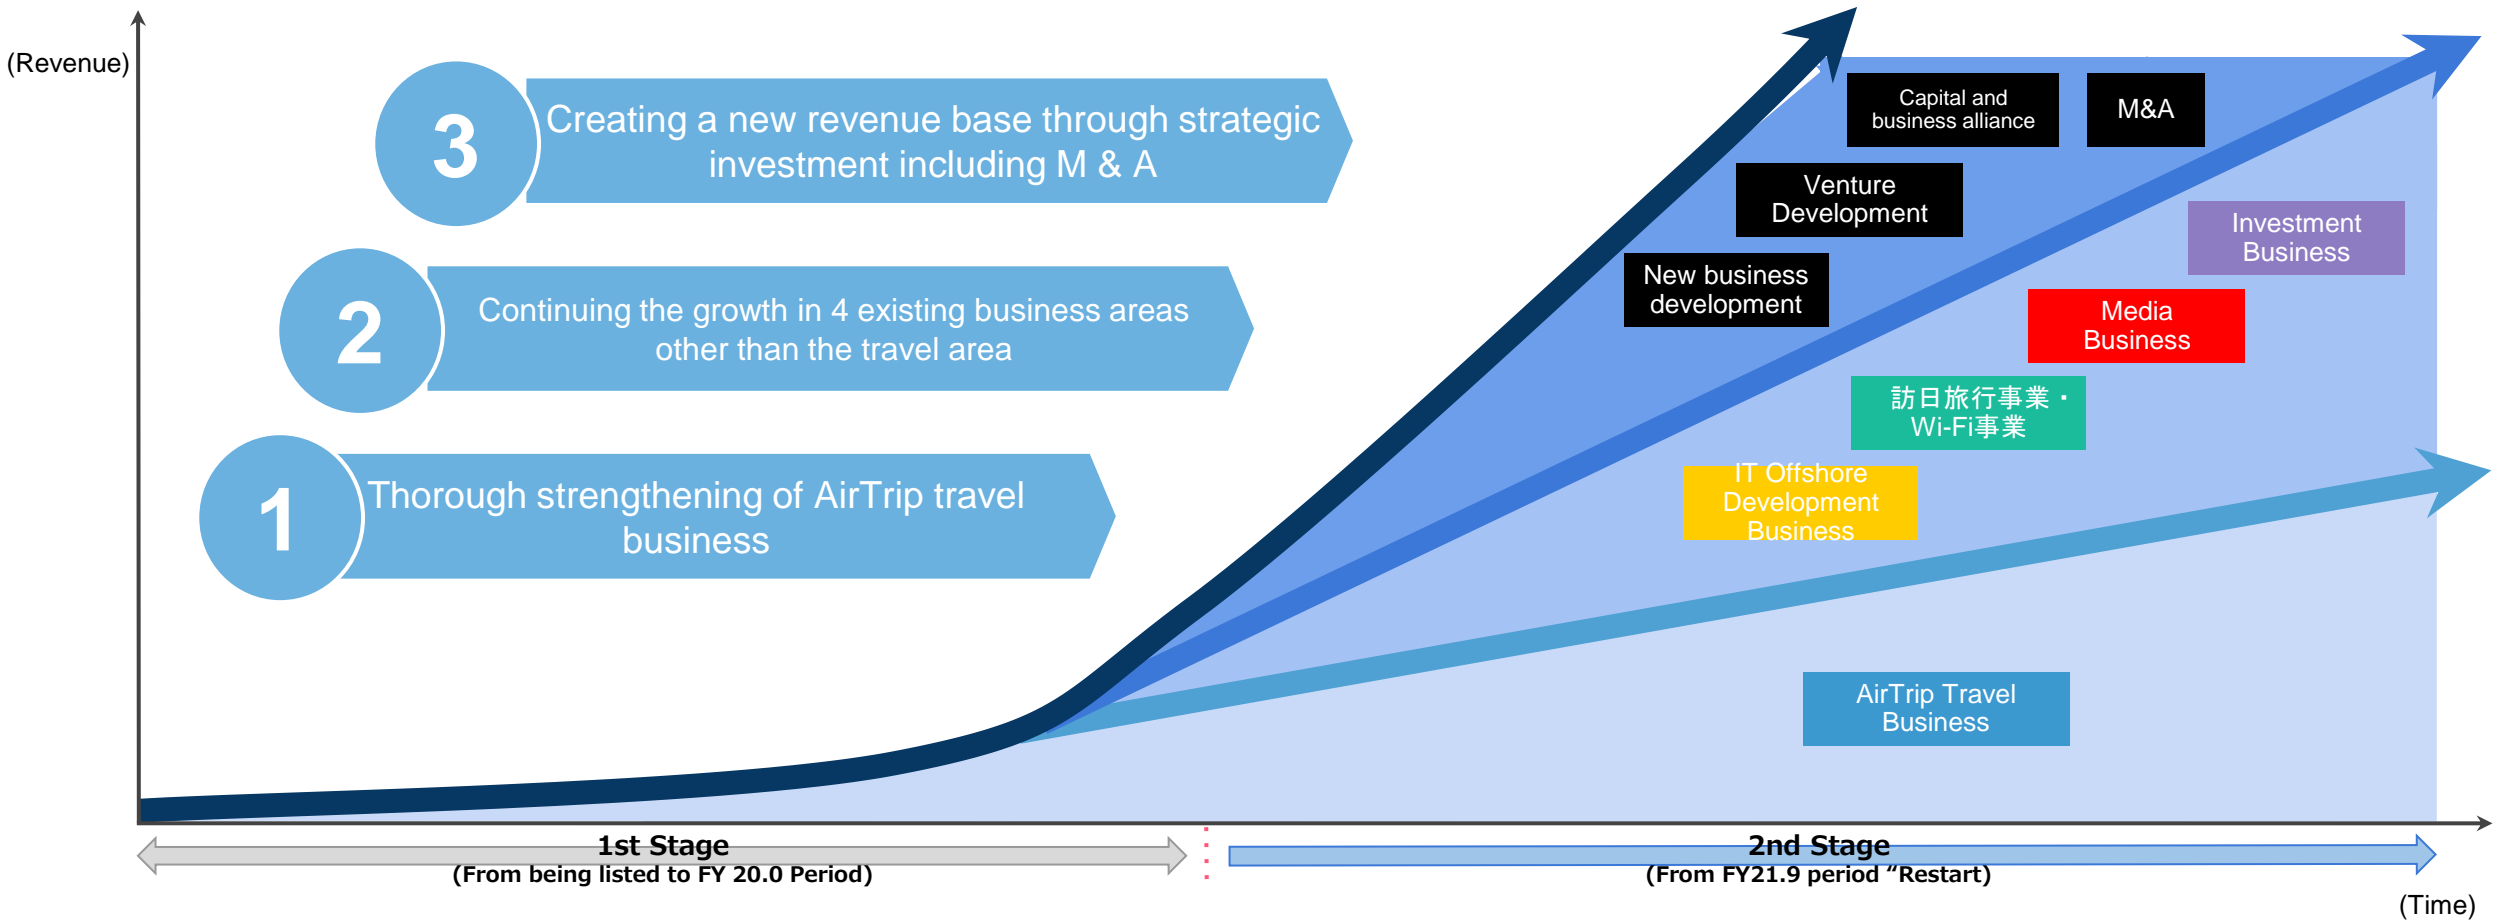 (Revenue)
3
Creating a new revenue base through strategic
investment including M & A
2
Continuing the growth in 4 existing business areas
other than the travel area
1
Thorough strengthening of AirTrip travel
business
Capital and
business alliance
M&A
Venture
Development
New business
development
Investment
Business
Media
Business
訪日旅行事業・
Wi-Fi事業
IT Offshore
Development
Business
AirTrip Travel
Business
1st Stage
(From being listed to FY 20.0 Period)
2nd Stage
(From FY21.9 period “Restart)
(Time)